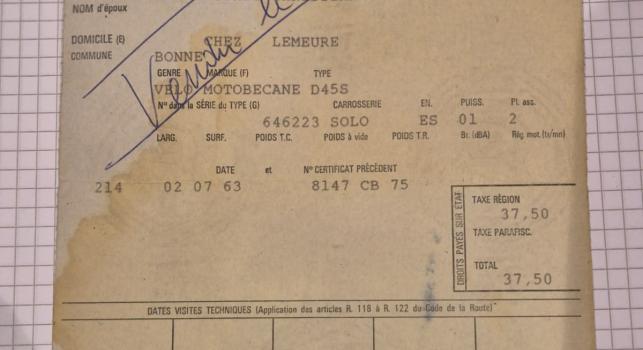 NOM d'époux
DOMICILE (E) CHEZ LEMEURE
COMMUNE BONNE
GENRE MARQUE (F) TYPE
VELO MOTOBECANE D45S
N° dans la SÉRIE du TYPE (G) CARROSSERIE EN. PUISS. Pl. ass.
646223 SOLO ES 01 2
LARG. SURF. POIDS T.C. POIDS à vide POIDS T.R. Br. (dBA) Rég. mot.(tr/mn)
DATE et N° CERTIFICAT PRÉCÉDENT
214 02 07 63 8147 CB 75
DROITS PAYES SUR ETAT
TAXE RÉGION
37,50
TAXE PARAFISC.
TOTAL
37,50
DATES VISITES TECHNIQUES (Application des articles R. 118 à R. 122 du Code de la Route)